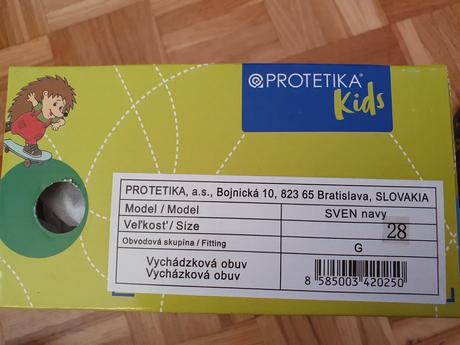 PROTETIKA®
Kids
PROTETIKA, a.s., Bojnická 10, 823 65 Bratislava, SLOVAKIA
Model / Model SVEN navy
Veľkosť / Size 28
Obvodová skupina / Fitting G
Vychádzková obuv
Vycházková obuv
8 585003 420250